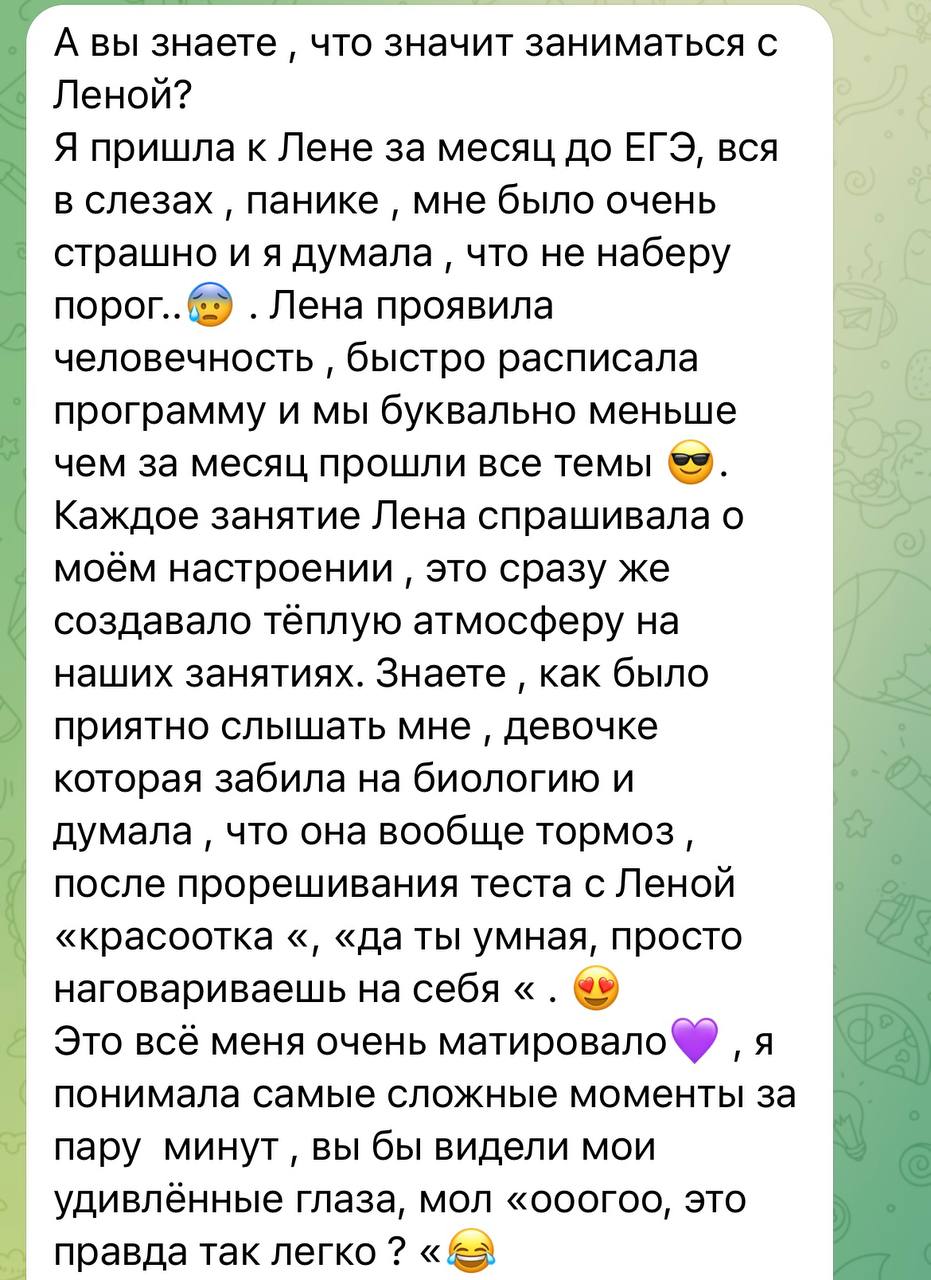 А вы знаете , что значит заниматься с
Леной?
Я пришла к Лене за месяц до ЕГЭ, вся
в слезах , панике , мне было очень
страшно и я думала , что не наберу
порог..😰 . Лена проявила
человечность , быстро расписала
программу и мы буквально меньше
чем за месяц прошли все темы 😎.
Каждое занятие Лена спрашивала о
моём настроении , это сразу же
создавало тёплую атмосферу на
наших занятиях. Знаете , как было
приятно слышать мне , девочке
которая забила на биологию и
думала , что она вообще тормоз ,
после прорешивания теста с Леной
«красоотка «, «да ты умная, просто
наговариваешь на себя « . 😍
Это всё меня очень матировало💜 , я
понимала самые сложные моменты за
пару  минут , вы бы видели мои
удивлённые глаза, мол «ооогоо, это
правда так легко ? «😂